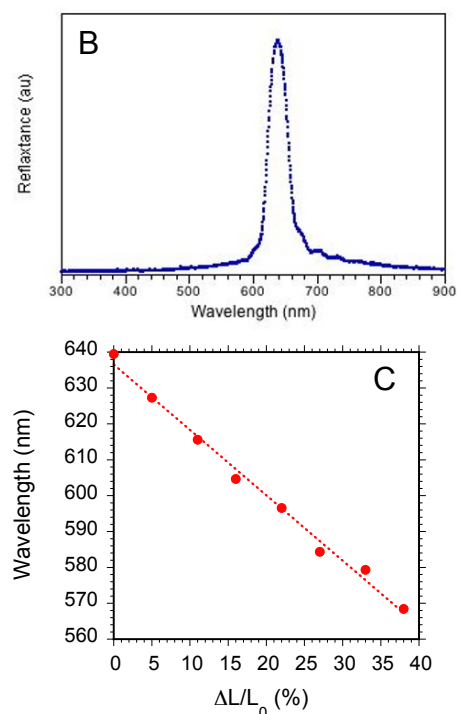 B
Reflaxtance (au)
300 400 500 600 700 800 900
Wavelength (nm)
C
Wavelength (nm)
640
630
620
610
600
590
580
570
560
0 5 10 15 20 25 30 35 40
ΔL/L₀ (%)